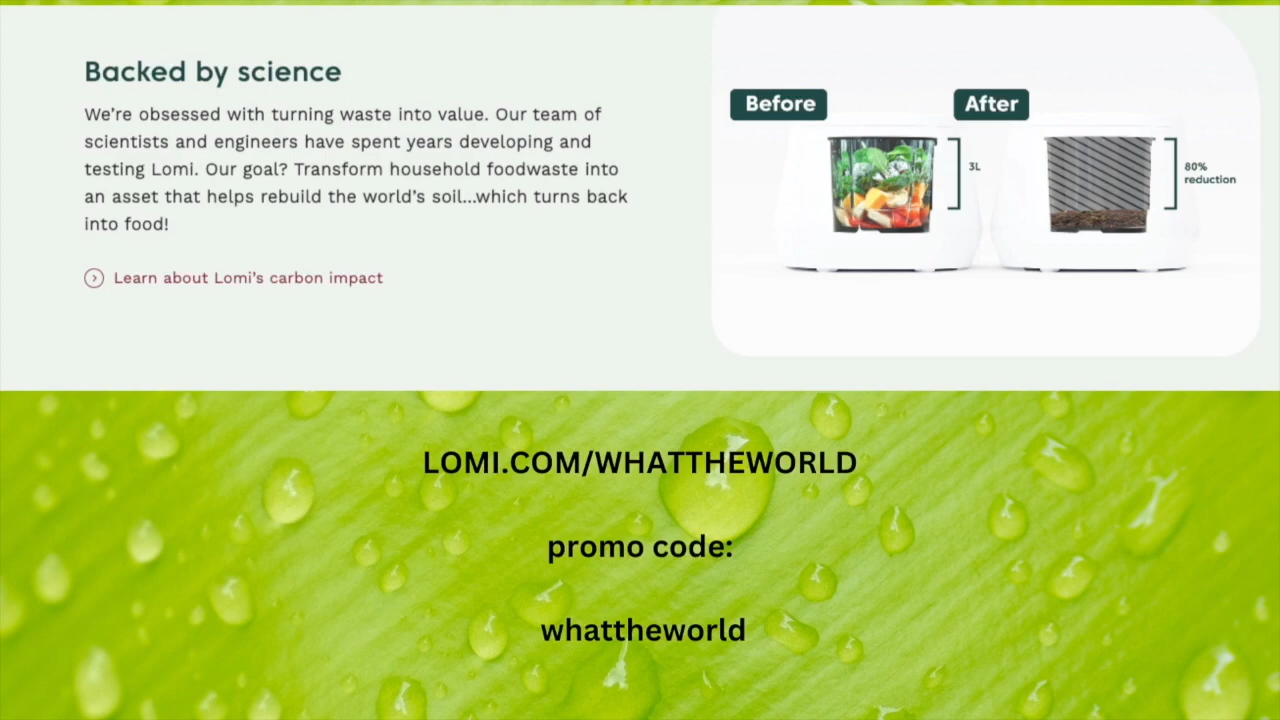 Backed by science
We're obsessed with turning waste into value. Our team of
scientists and engineers have spent years developing and
testing Lomi. Our goal? Transform household foodwaste into
an asset that helps rebuild the world's soil...which turns back
into food!
Learn about Lomi's carbon impact
Before
After
3L
80%
reduction
LOMI.COM/WHATTHEWORLD
promo code:
whattheworld